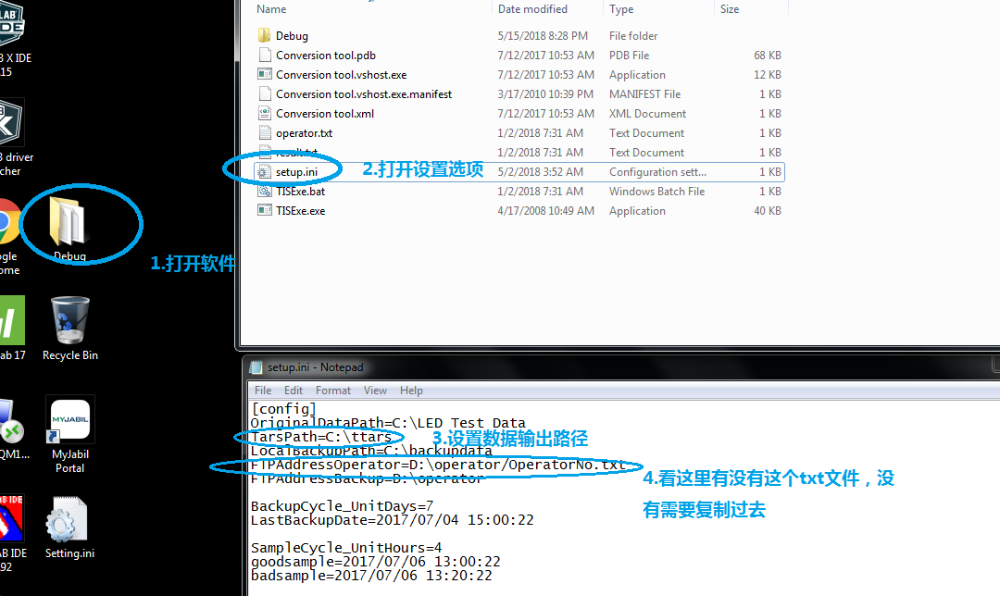 Name Date modified Type Size
Debug 5/15/2018 8:28 PM File folder
Conversion tool.pdb 7/12/2017 10:53 AM PDB File 68 KB
Conversion tool.vshost.exe 7/12/2017 10:53 AM Application 12 KB
Conversion tool.vshost.exe.manifest 3/17/2010 10:39 PM MANIFEST File 1 KB
Conversion tool.xml 7/12/2017 10:53 AM XML Document 1 KB
operator.txt 1/2/2018 7:31 AM Text Document 1 KB
result.txt 1/2/2018 7:31 AM Text Document 1 KB
setup.ini 5/2/2018 3:52 AM Configuration sett... 1 KB
2.打开设置选项
TISExe.bat 1/2/2018 7:31 AM Windows Batch File 1 KB
TISExe.exe 4/17/2008 10:49 AM Application 40 KB
LAB
IDE
X IDE
15
driver
cher
gle
ome
Debug
1.打开软件
ab 17
Recycle Bin
QM1...
MYJABIL
MyJabil
Portal
AB IDE
AB IDE
92
Setting.ini
setup.ini - Notepad
File Edit Format View Help
[config]
OriginalDataPath=C:\LED Test Data
TarsPath=C:\ttars
3.设置数据输出路径
LocalBackupPath=C:\backupdata
FTPAddressOperator=D:\operator/OperatorNo.txt
FTPAddressBackup=D:\operator
4.看这里有没有这个txt文件，没
有需要复制过去
BackupCycle_UnitDays=7
LastBackupDate=2017/07/04 15:00:22
SampleCycle_UnitHours=4
goodsample=2017/07/06 13:00:22
badsample=2017/07/06 13:20:22